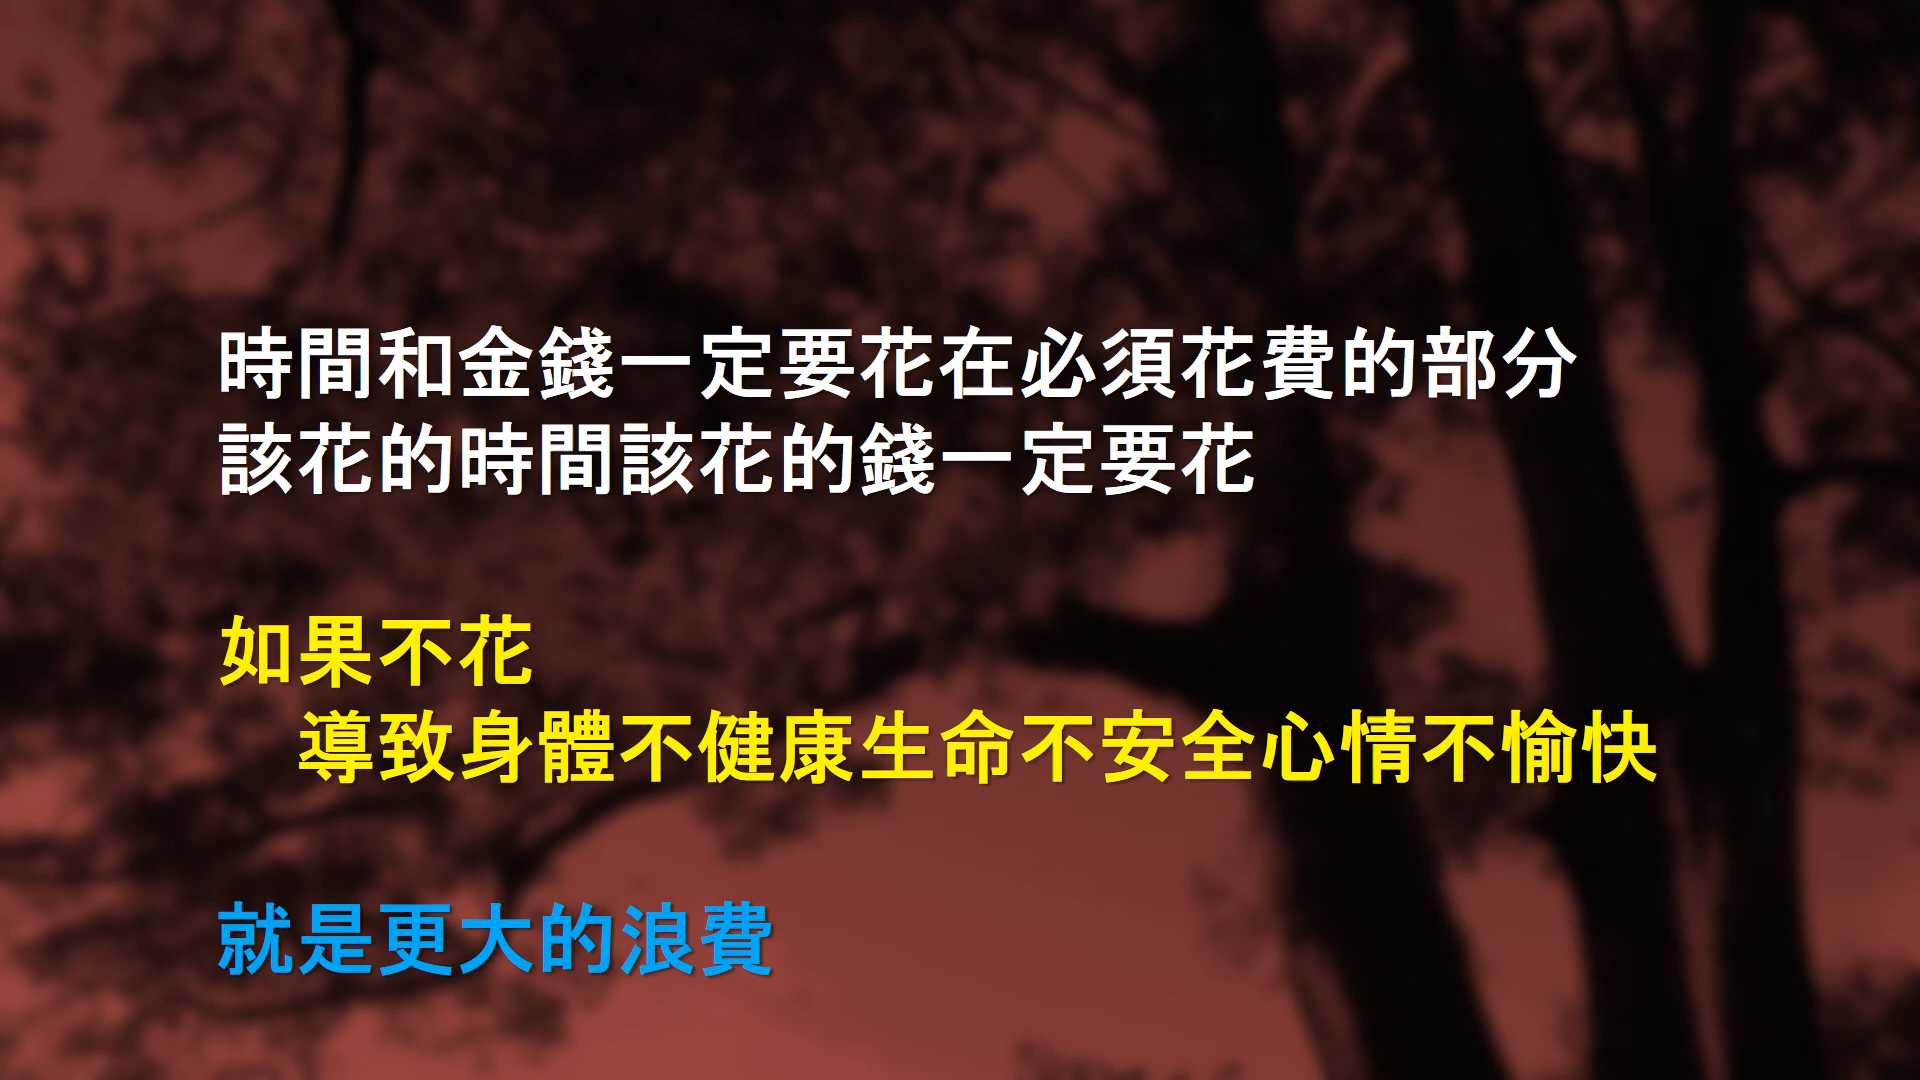 時間和金錢一定要花在必須花費的部分
該花的時間該花的錢一定要花
如果不花
導致身體不健康生命不安全心情不愉快
就是更大的浪費